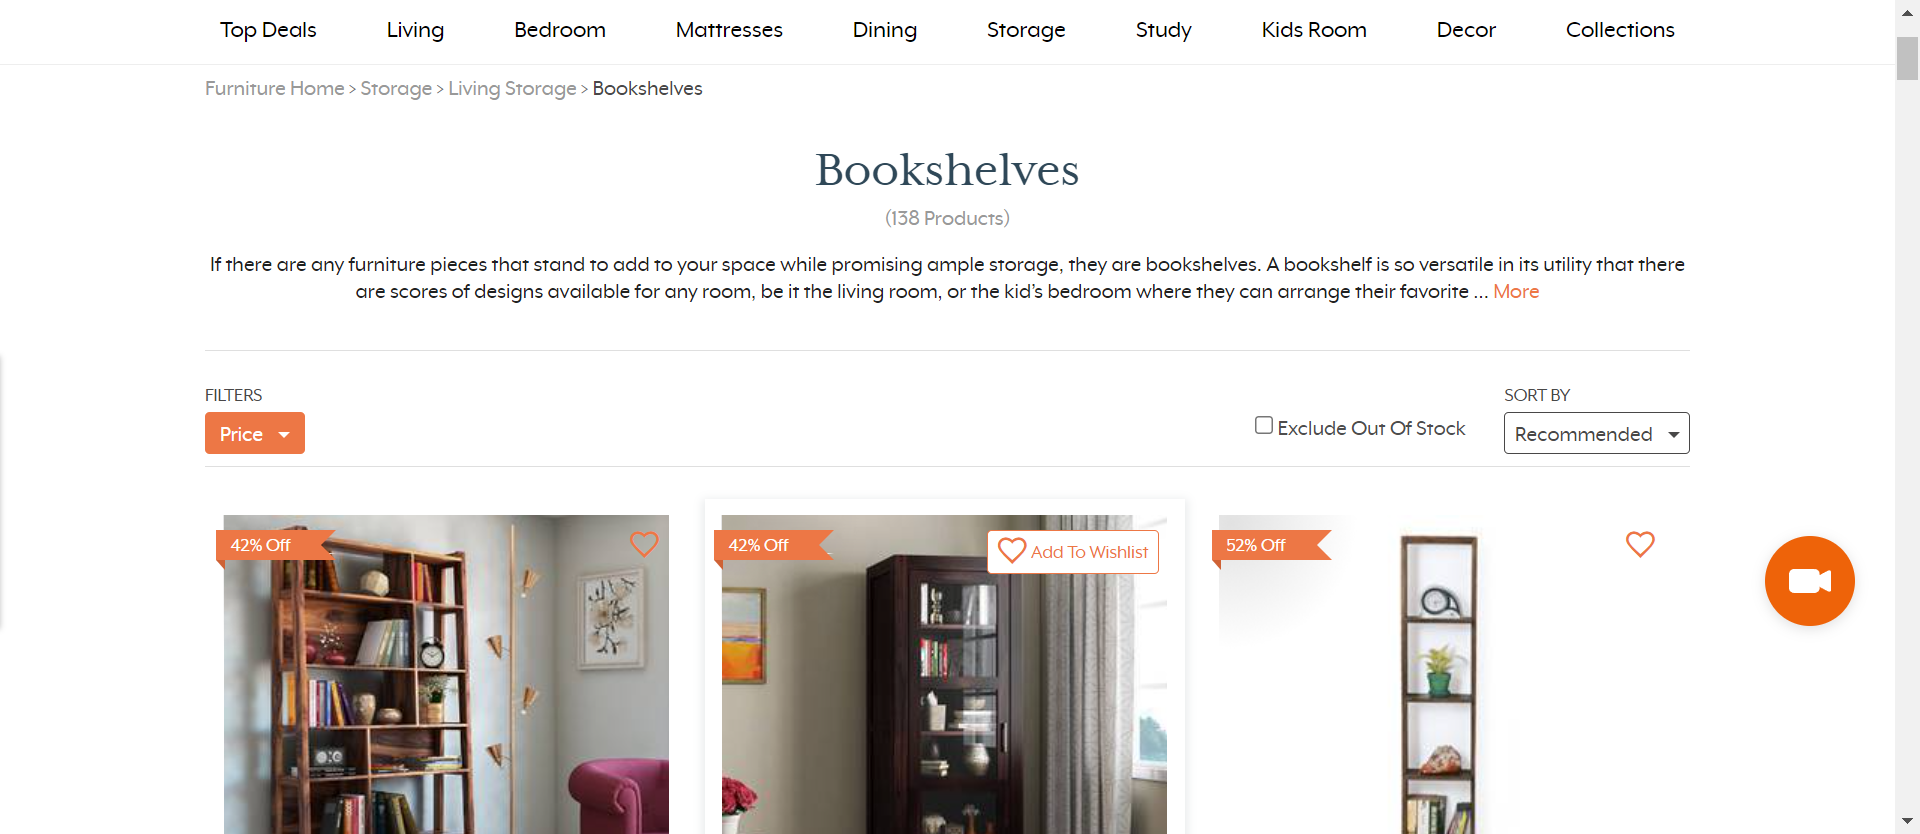 Top Deals Living Bedroom Mattresses Dining Storage Study Kids Room Decor Collections
Furniture Home > Storage > Living Storage > Bookshelves
Bookshelves
(138 Products)
If there are any furniture pieces that stand to add to your space while promising ample storage, they are bookshelves. A bookshelf is so versatile in its utility that there
are scores of designs available for any room, be it the living room, or the kid’s bedroom where they can arrange their favorite ... More
FILTERS
Price
Exclude Out Of Stock
SORT BY
Recommended
42% Off
42% Off
Add To Wishlist
52% Off